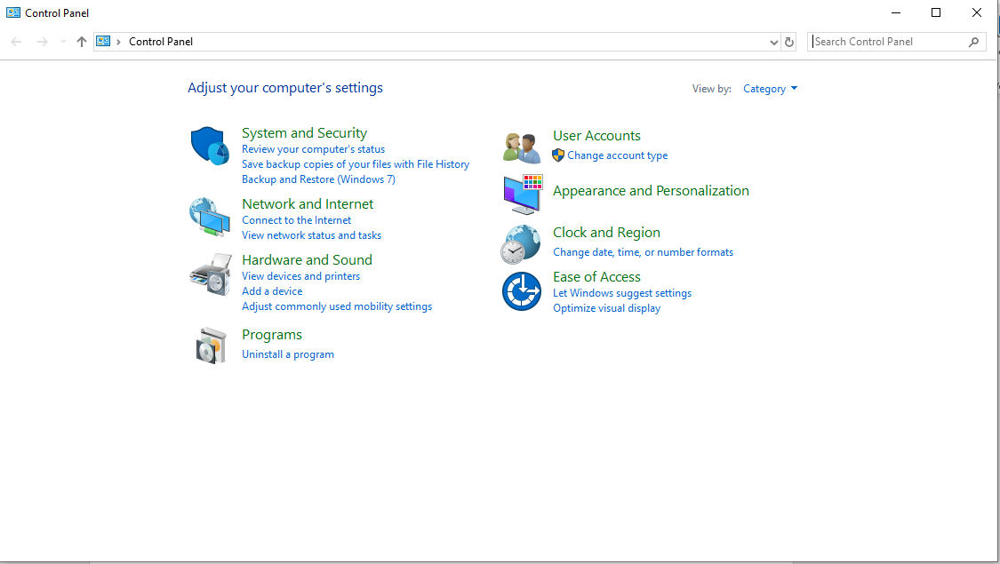 Control Panel
Control Panel
Search Control Panel
Adjust your computer's settings
View by:
Category
System and Security
Review your computer's status
Save backup copies of your files with File History
Backup and Restore (Windows 7)
Network and Internet
Connect to the Internet
View network status and tasks
Hardware and Sound
View devices and printers
Add a device
Adjust commonly used mobility settings
Programs
Uninstall a program
User Accounts
Change account type
Appearance and Personalization
Clock and Region
Change date, time, or number formats
Ease of Access
Let Windows suggest settings
Optimize visual display